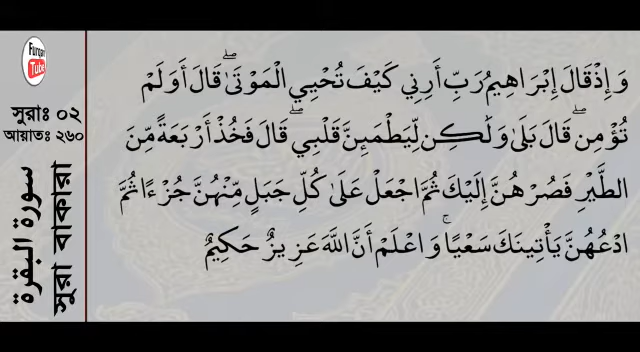 Furqan
Tube
সুরাঃ ০২
আয়াতঃ ২৬০
سورة البقرة
সুরা বাকারা
وَإِذْ قَالَ إِبْرَاهِيمُ رَبِّ أَرِنِي كَيْفَ تُحْيِي الْمَوْتَىٰ ۖ قَالَ أَوَلَمْ
تُؤْمِن ۖ قَالَ بَلَىٰ وَلَٰكِن لِّيَطْمَئِنَّ قَلْبِي ۖ قَالَ فَخُذْ أَرْبَعَةً مِّنَ
الطَّيْرِ فَصُرْهُنَّ إِلَيْكَ ثُمَّ اجْعَلْ عَلَىٰ كُلِّ جَبَلٍ مِّنْهُنَّ جُزْءًا ثُمَّ
ادْعُهُنَّ يَأْتِينَكَ سَعْيًا ۚ وَاعْلَمْ أَنَّ اللَّهَ عَزِيزٌ حَكِيمٌ